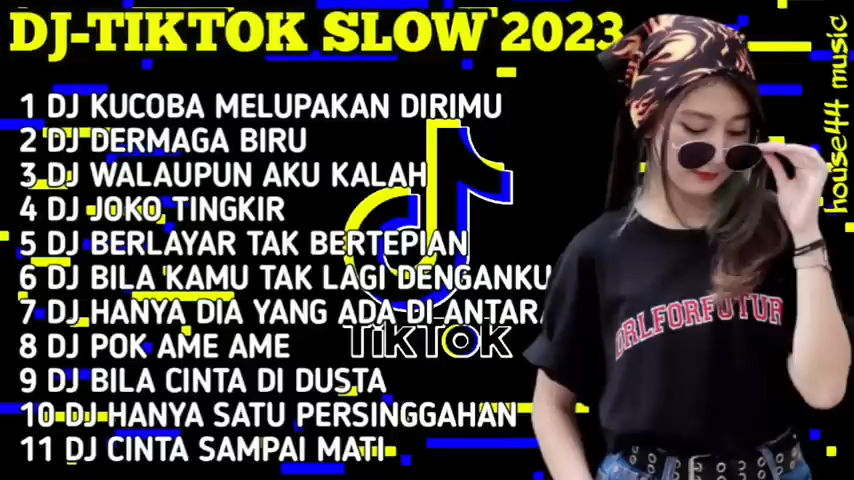 DJ-TIKTOK SLOW 2023
1 DJ KUCOBA MELUPAKAN DIRIMU
2 DJ DERMAGA BIRU
3 DJ WALAUPUN AKU KALAH
4 DJ JOKO TINGKIR
5 DJ BERLAYAR TAK BERTEPIAN
6 DJ BILA KAMU TAK LAGI DENGANKU
7 DJ HANYA DIA YANG ADA DI ANTARA
8 DJ POK AME AME
9 DJ BILA CINTA DI DUSTA
10 DJ HANYA SATU PERSINGGAHAN
11 DJ CINTA SAMPAI MATI
TikTok
house44 music